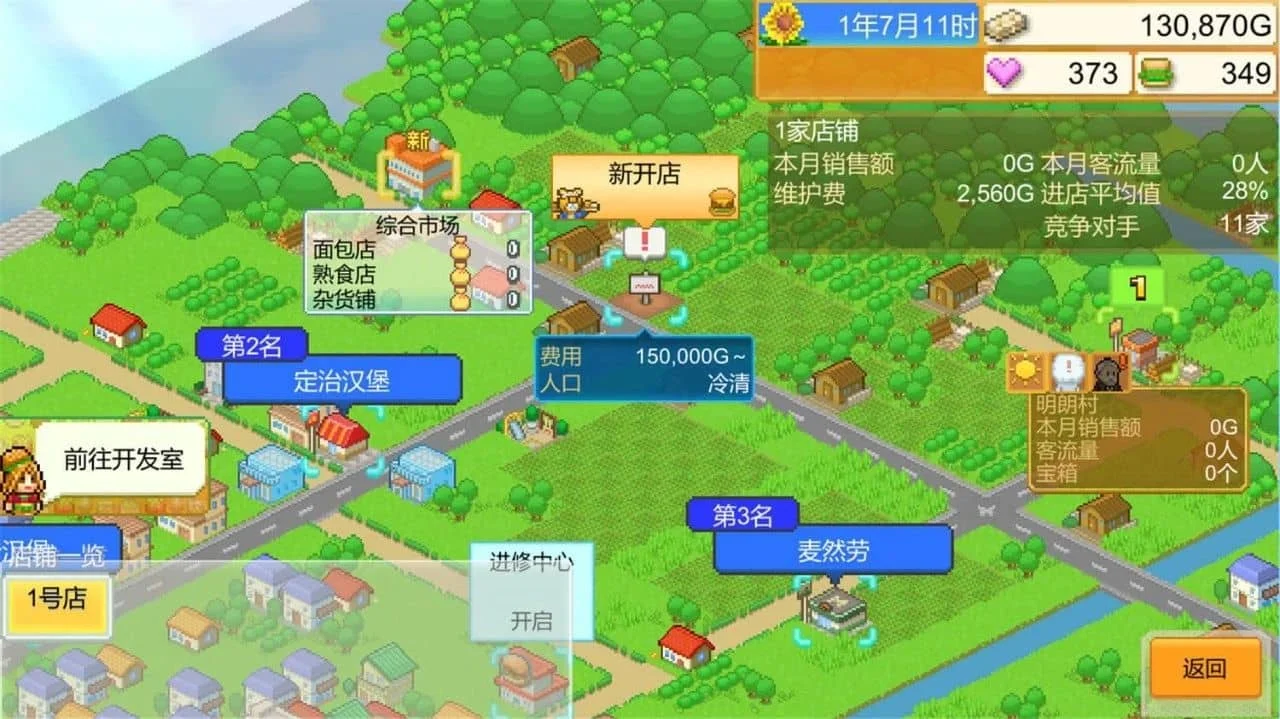 1年7月11时
130,870G
373
349
1家店铺
本月销售额 0G 本月客流量 0人
维护费 2,560G 进店平均值 28%
竞争对手 11家
新
新开店
!
综合市场
面包店 0
熟食店 0
杂货铺 0
1
第2名
定治汉堡
费用 150,000G~
人口 冷清
明朗村
本月销售额 0G
客流量 0人
宝箱 0个
前往开发室
第3名
麦然劳
店铺一览
1号店
进修中心
开启
返回